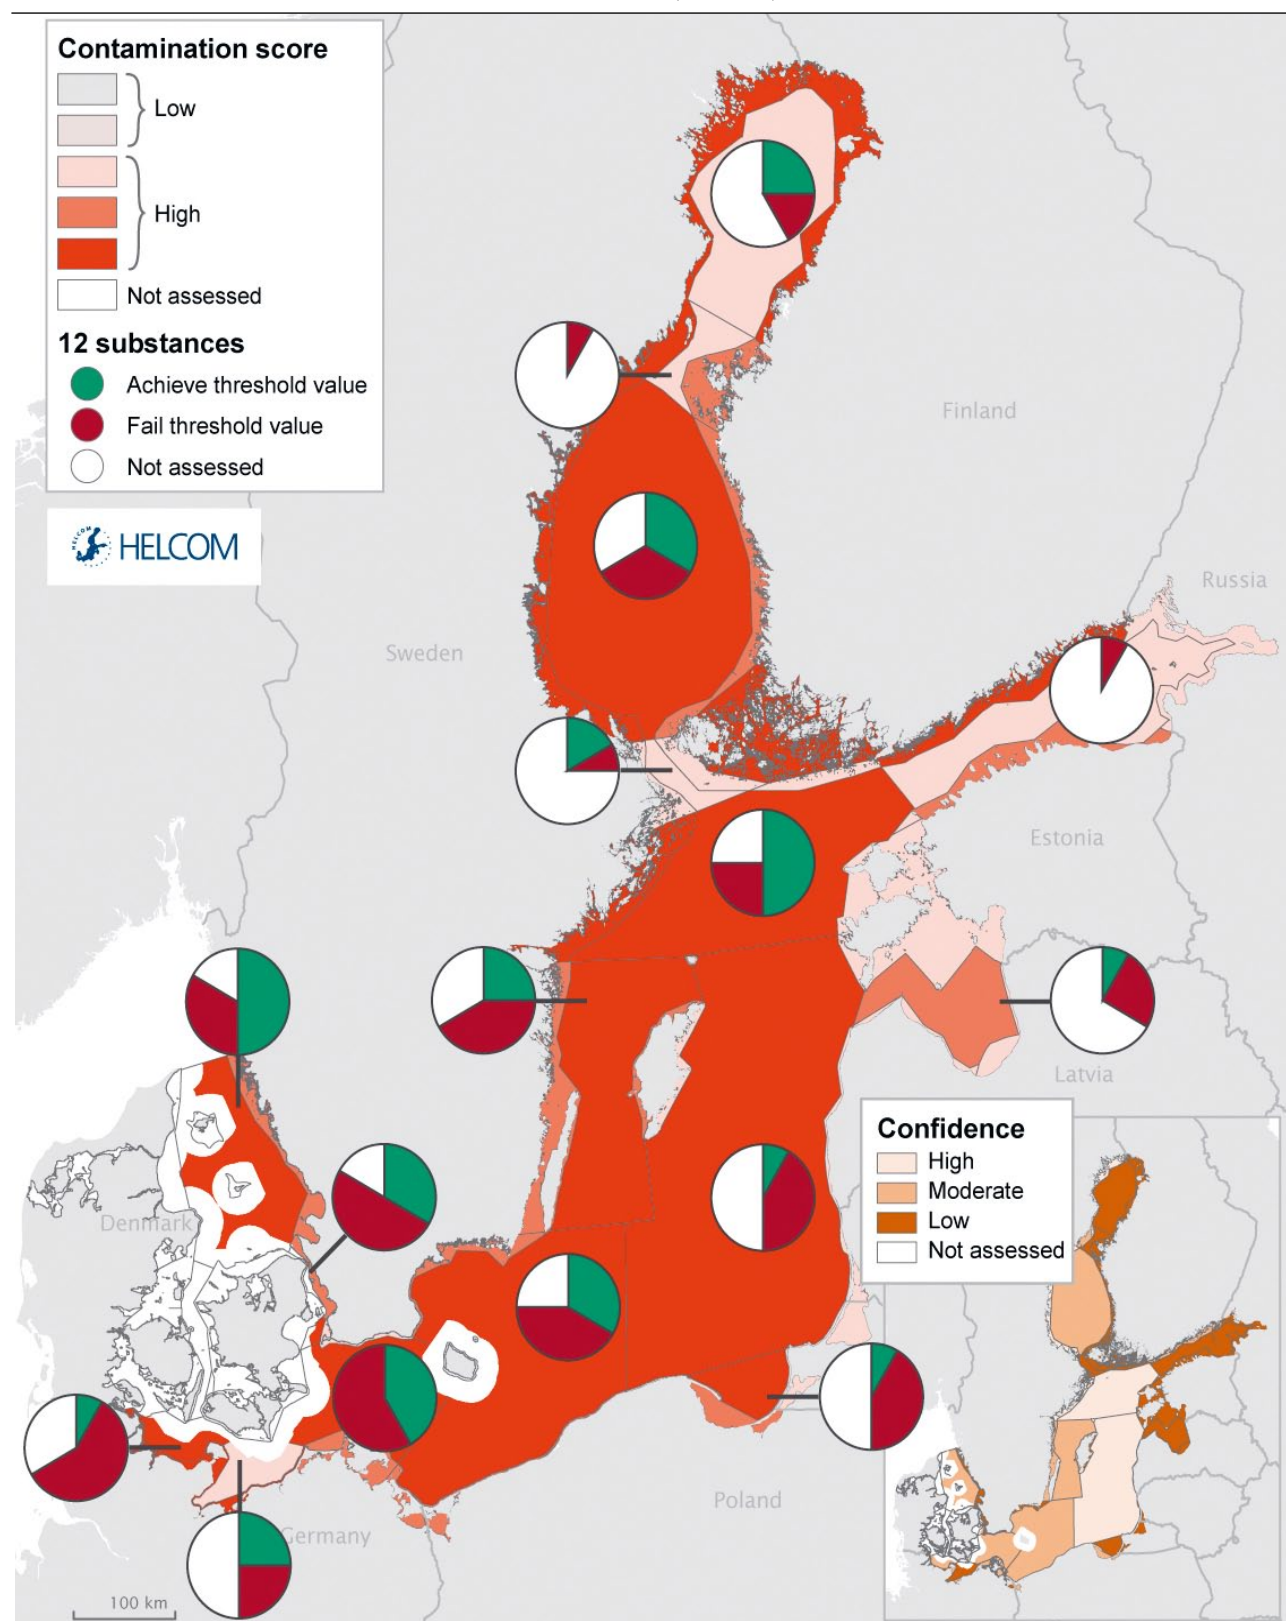 Contamination score
Low
High
Not assessed
12 substances
Achieve threshold value
Fail threshold value
Not assessed
HELCOM
HELCOM
Finland
Russia
Sweden
Estonia
Latvia
Denmark
Confidence
High
Moderate
Low
Not assessed
Poland
Germany
100 km